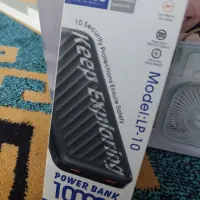 10 Security Protections Ensure Safety
Keep Exploring
Model:LP-10
POWER BANK